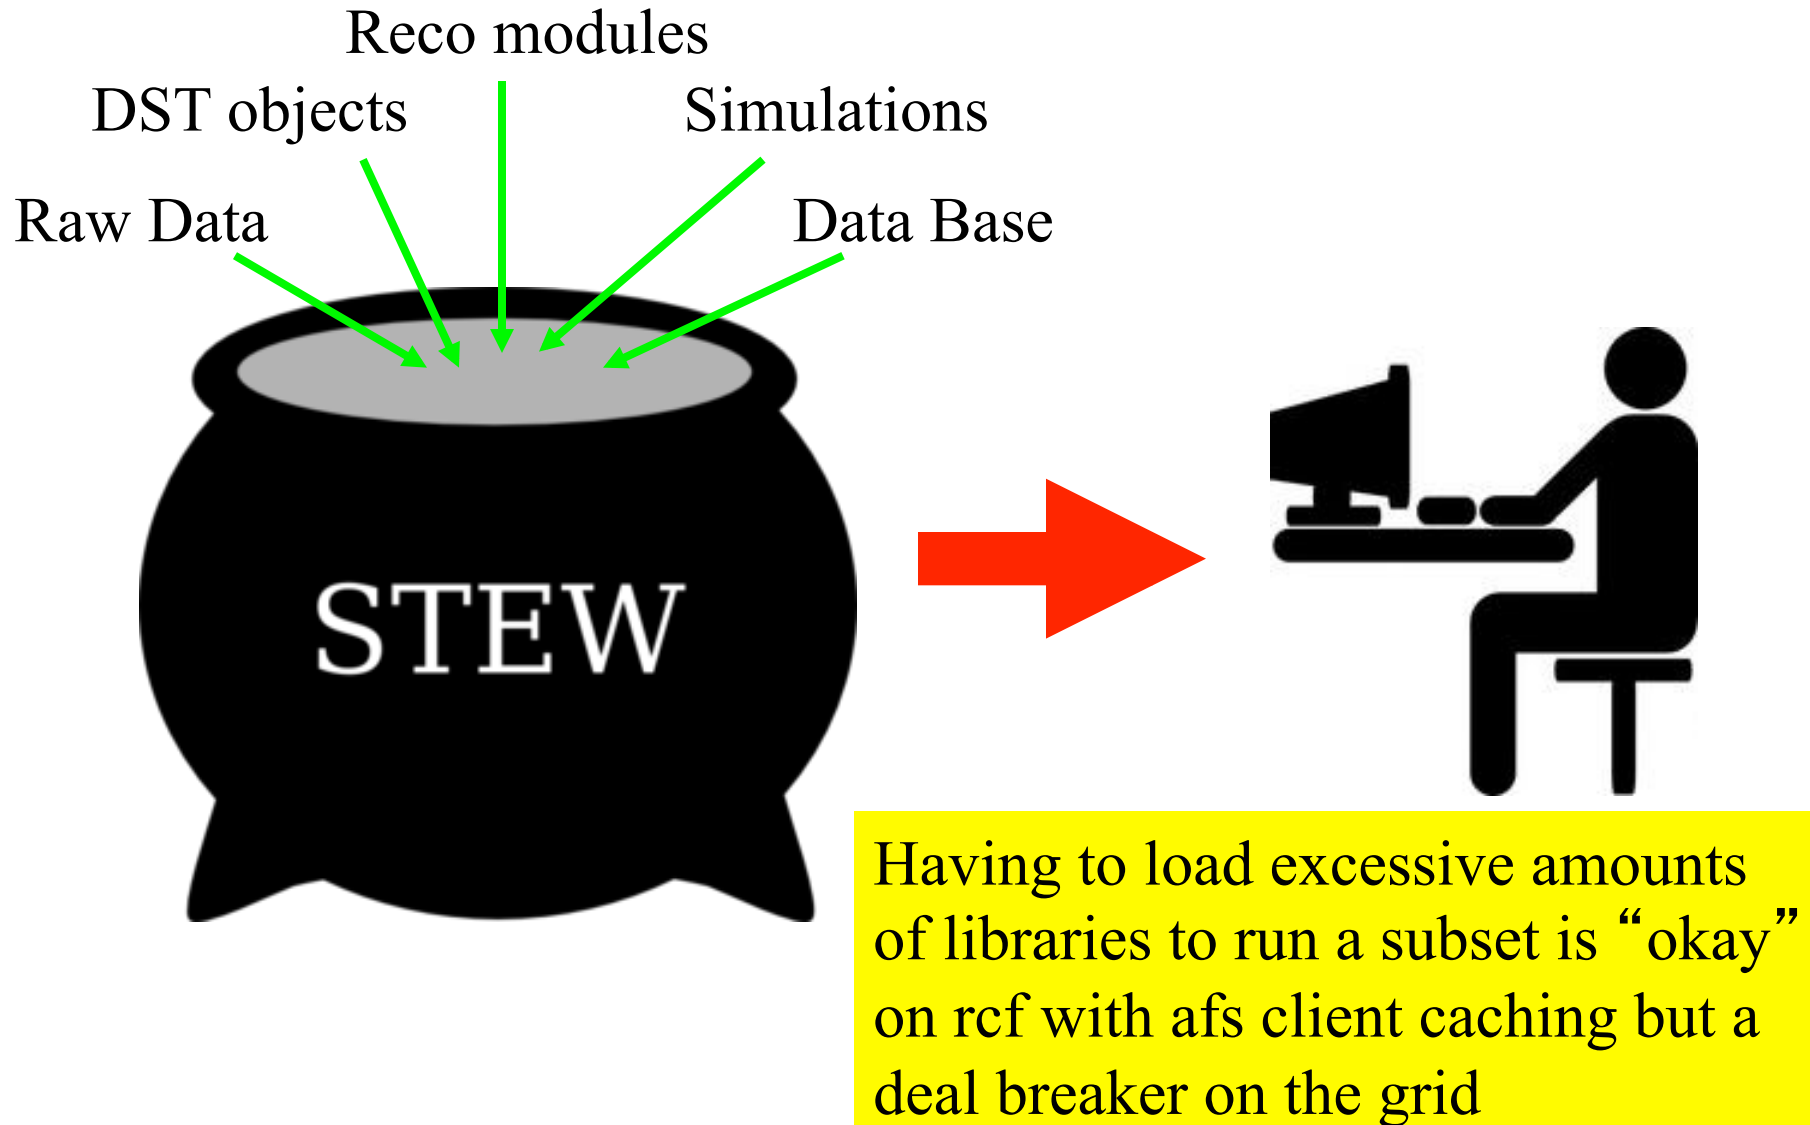 Reco modules
DST objects
Simulations
Raw Data
Data Base
STEW
Having to load excessive amounts
of libraries to run a subset is “okay”
on rcf with afs client caching but a
deal breaker on the grid